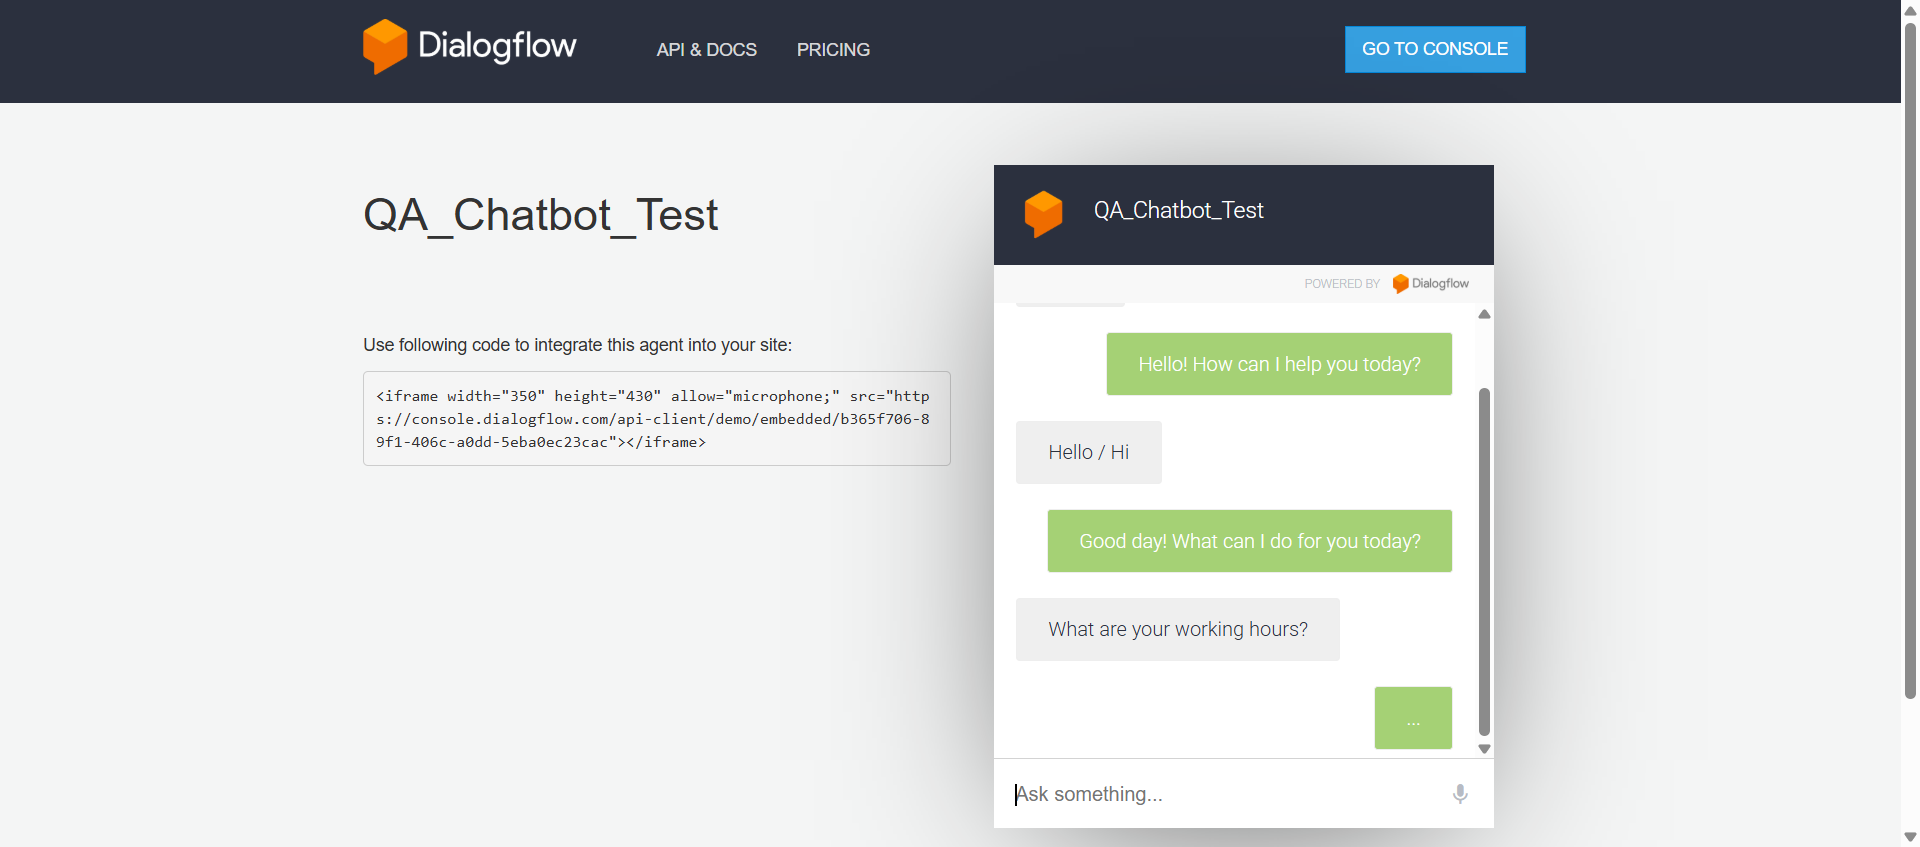 Dialogflow
API & DOCS
PRICING
GO TO CONSOLE
QA_Chatbot_Test
Use following code to integrate this agent into your site:
<iframe width="350" height="430" allow="microphone;" src="http
s://console.dialogflow.com/api-client/demo/embedded/b365f706-8
9f1-406c-a0dd-5eba0ec23cac"></iframe>
QA_Chatbot_Test
POWERED BY Dialogflow
Hello! How can I help you today?
Hello / Hi
Good day! What can I do for you today?
What are your working hours?
...
Ask something...